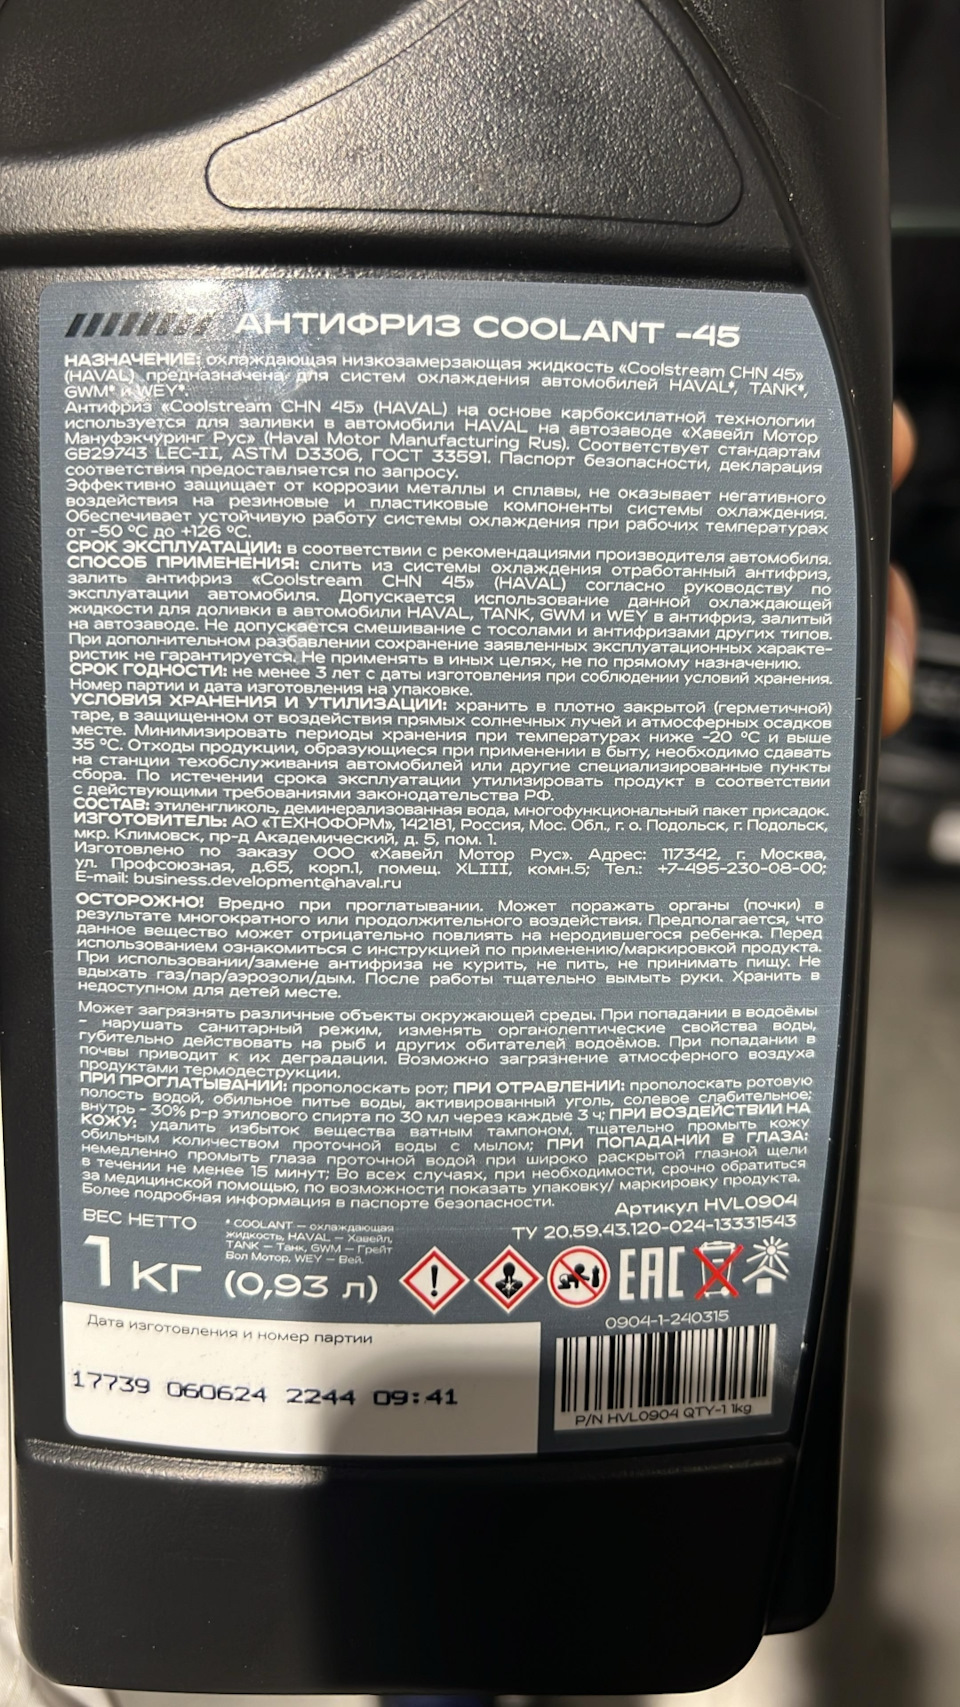 АНТИФРИЗ COOLANT -45
НАЗНАЧЕНИЕ: охлаждающая низкозамерзающая жидкость «Coolstream CHN 45»
(HAVAL) предназначена для систем охлаждения автомобилей HAVAL*, TANK*,
GWM* и WEY*.
Антифриз «Coolstream CHN 45» (HAVAL) на основе карбоксилатной технологии
используется для заливки в автомобили HAVAL на автозаводе «Хавейл Мотор
Мануфэкчуринг Рус» (Haval Motor Manufacturing Rus). Соответствует стандартам
GB29743 LEC-II, ASTM D3306, ГОСТ 33591. Паспорт безопасности, декларация
соответствия предоставляется по запросу.
Эффективно защищает от коррозии металлы и сплавы, не оказывает негативного
воздействия на резиновые и пластиковые компоненты системы охлаждения.
Обеспечивает устойчивую работу системы охлаждения при рабочих температурах
от -50 °С до +126 °С.
СРОК ЭКСПЛУАТАЦИИ: в соответствии с рекомендациями производителя автомобиля.
СПОСОБ ПРИМЕНЕНИЯ: слить из системы охлаждения отработанный антифриз,
залить антифриз «Coolstream CHN 45» (HAVAL) согласно руководству по
эксплуатации автомобиля. Допускается использование данной охлаждающей
жидкости для доливки в автомобили HAVAL, TANK, GWM и WEY в антифриз, залитый
на автозаводе. Не допускается смешивание с тосолами и антифризами других типов.
При дополнительном разбавлении сохранение заявленных эксплуатационных характе-
ристик не гарантируется. Не применять в иных целях, не по прямому назначению.
СРОК ГОДНОСТИ: не менее 3 лет с даты изготовления при соблюдении условий хранения.
Номер партии и дата изготовления на упаковке.
УСЛОВИЯ ХРАНЕНИЯ И УТИЛИЗАЦИИ: хранить в плотно закрытой (герметичной)
таре, в защищенном от воздействия прямых солнечных лучей и атмосферных осадков
месте. Минимизировать периоды хранения при температурах ниже -20 °С и выше
35 °С. Отходы продукции, образующиеся при применении в быту, необходимо сдавать
на станции техобслуживания автомобилей или другие специализированные пункты
сбора. По истечении срока эксплуатации утилизировать продукт в соответствии
с действующими требованиями законодательства РФ.
СОСТАВ: этиленгликоль, деминерализованная вода, многофункциональный пакет присадок.
ИЗГОТОВИТЕЛЬ: АО «ТЕХНОФОРМ», 142181, Россия, Мос. Обл., г. о. Подольск, г. Подольск,
мкр. Климовск, пр-д Академический, д. 5, пом. 1.
Изготовлено по заказу ООО «Хавейл Мотор Рус». Адрес: 117342, г. Москва,
ул. Профсоюзная, д.65, корп.1, помещ. XLIII, комн.5; Тел.: +7-495-230-08-00;
E-mail: business.development@haval.ru
ОСТОРОЖНО! Вредно при проглатывании. Может поражать органы (почки) в
результате многократного или продолжительного воздействия. Предполагается, что
данное вещество может отрицательно повлиять на неродившегося ребенка. Перед
использованием ознакомиться с инструкцией по применению/маркировкой продукта.
При использовании/замене антифриза не курить, не пить, не принимать пищу. Не
вдыхать газ/пар/аэрозоли/дым. После работы тщательно вымыть руки. Хранить в
недоступном для детей месте.
Может загрязнять различные объекты окружающей среды. При попадании в водоёмы
– нарушать санитарный режим, изменять органолептические свойства воды,
губительно действовать на рыб и других обитателей водоёмов. При попадании в
почвы приводит к их деградации. Возможно загрязнение атмосферного воздуха
продуктами термодеструкции.
ПРИ ПРОГЛАТЫВАНИИ: прополоскать рот; ПРИ ОТРАВЛЕНИИ: прополоскать ротовую
полость водой, обильное питье воды, активированный уголь, солевое слабительное;
внутрь - 30% р-р этилового спирта по 30 мл через каждые 3 ч; ПРИ ВОЗДЕЙСТВИИ НА
КОЖУ: удалить избыток вещества ватным тампоном, тщательно промыть кожу
обильным количеством проточной воды с мылом; ПРИ ПОПАДАНИИ В ГЛАЗА:
немедленно промыть глаза проточной водой при широко раскрытой глазной щели
в течении не менее 15 минут; Во всех случаях, при необходимости, срочно обратиться
за медицинской помощью, по возможности показать упаковку/ маркировку продукта.
Более подробная информация в паспорте безопасности.
Артикул HVL0904
ТУ 20.59.43.120-024-13331543
ВЕС НЕТТО
1 КГ (0,93 л)
* COOLANT — охлаждающая
жидкость, HAVAL — Хавейл,
TANK — Танк, GWM — Грейт
Вол Мотор, WEY — Вей.
EAC
0904-1-240315
Дата изготовления и номер партии
17739 060624 2244 09:41
P/N HVL0904 QTY-1 1kg